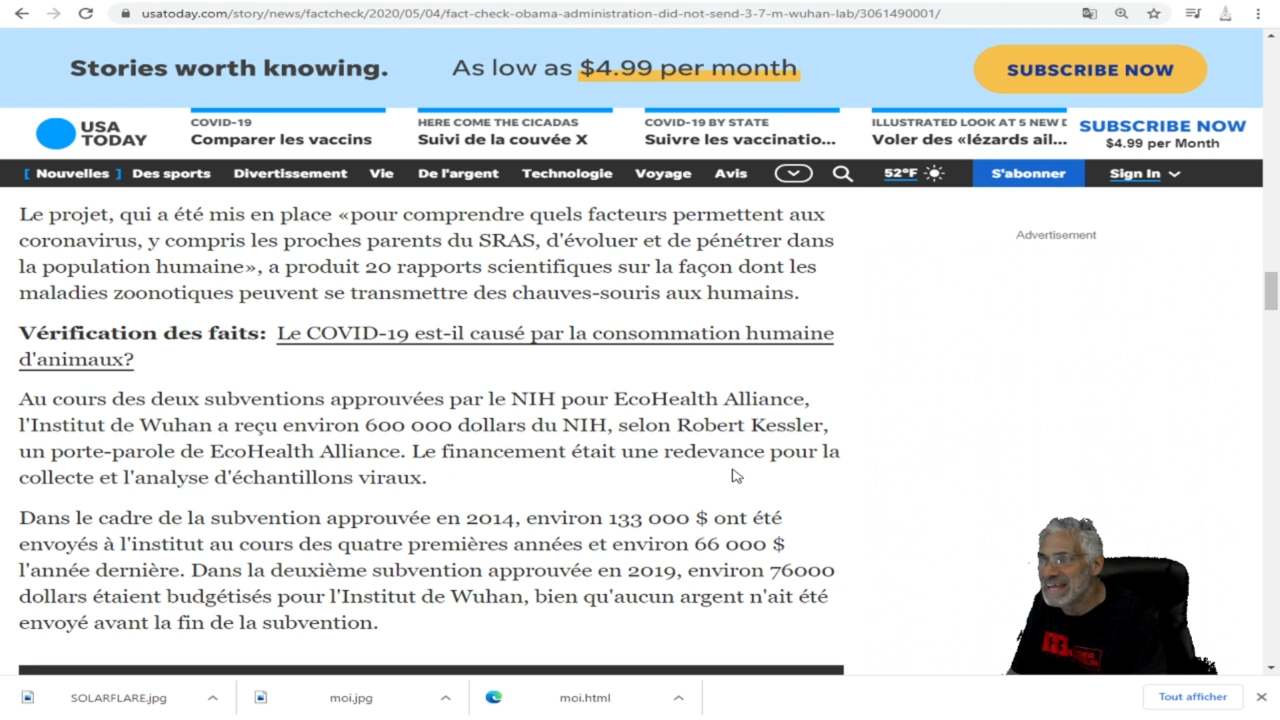 usatoday.com/story/news/factcheck/2020/05/04/fact-check-obama-administration-did-not-send-3-7-m-wuhan-lab/3061490001/
Stories worth knowing.
As low as $4.99 per month
SUBSCRIBE NOW
USA
TODAY
COVID-19
Comparer les vaccins
HERE COME THE CICADAS
Suivi de la couvée X
COVID-19 BY STATE
Suivre les vaccinatio...
ILLUSTRATED LOOK AT 5 NEW D
Voler des «lézards ail...
SUBSCRIBE NOW
$4.99 per Month
[ Nouvelles ] Des sports Divertissement Vie De l'argent Technologie Voyage Avis 52°F S'abonner Sign In
Le projet, qui a été mis en place «pour comprendre quels facteurs permettent aux
coronavirus, y compris les proches parents du SRAS, d'évoluer et de pénétrer dans
la population humaine», a produit 20 rapports scientifiques sur la façon dont les
maladies zoonotiques peuvent se transmettre des chauves-souris aux humains.
Advertisement
Vérification des faits: Le COVID-19 est-il causé par la consommation humaine
d'animaux?
Au cours des deux subventions approuvées par le NIH pour EcoHealth Alliance,
l'Institut de Wuhan a reçu environ 600 000 dollars du NIH, selon Robert Kessler,
un porte-parole de EcoHealth Alliance. Le financement était une redevance pour la
collecte et l'analyse d'échantillons viraux.
Dans le cadre de la subvention approuvée en 2014, environ 133 000 $ ont été
envoyés à l'institut au cours des quatre premières années et environ 66 000 $
l'année dernière. Dans la deuxième subvention approuvée en 2019, environ 76000
dollars étaient budgétisés pour l'Institut de Wuhan, bien qu'aucun argent n'ait été
envoyé avant la fin de la subvention.
SOLARFLARE.jpg
moi.jpg
moi.html
Tout afficher